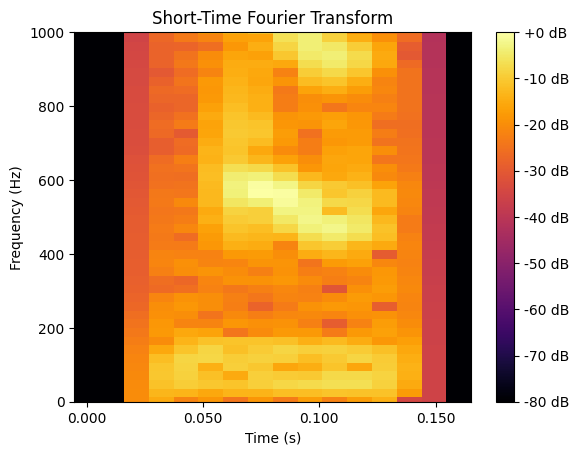 Short-Time Fourier Transform
1000
800
600
400
200
0
Frequency (Hz)
0.000
0.050
0.100
0.150
Time (s)
+0 dB
-10 dB
-20 dB
-30 dB
-40 dB
-50 dB
-60 dB
-70 dB
-80 dB